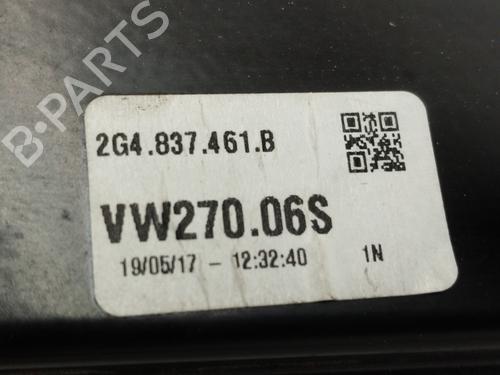 B-PARTS
2G4.837.461.B
VW270.06S
19/05/17 - 12:32:40 1N